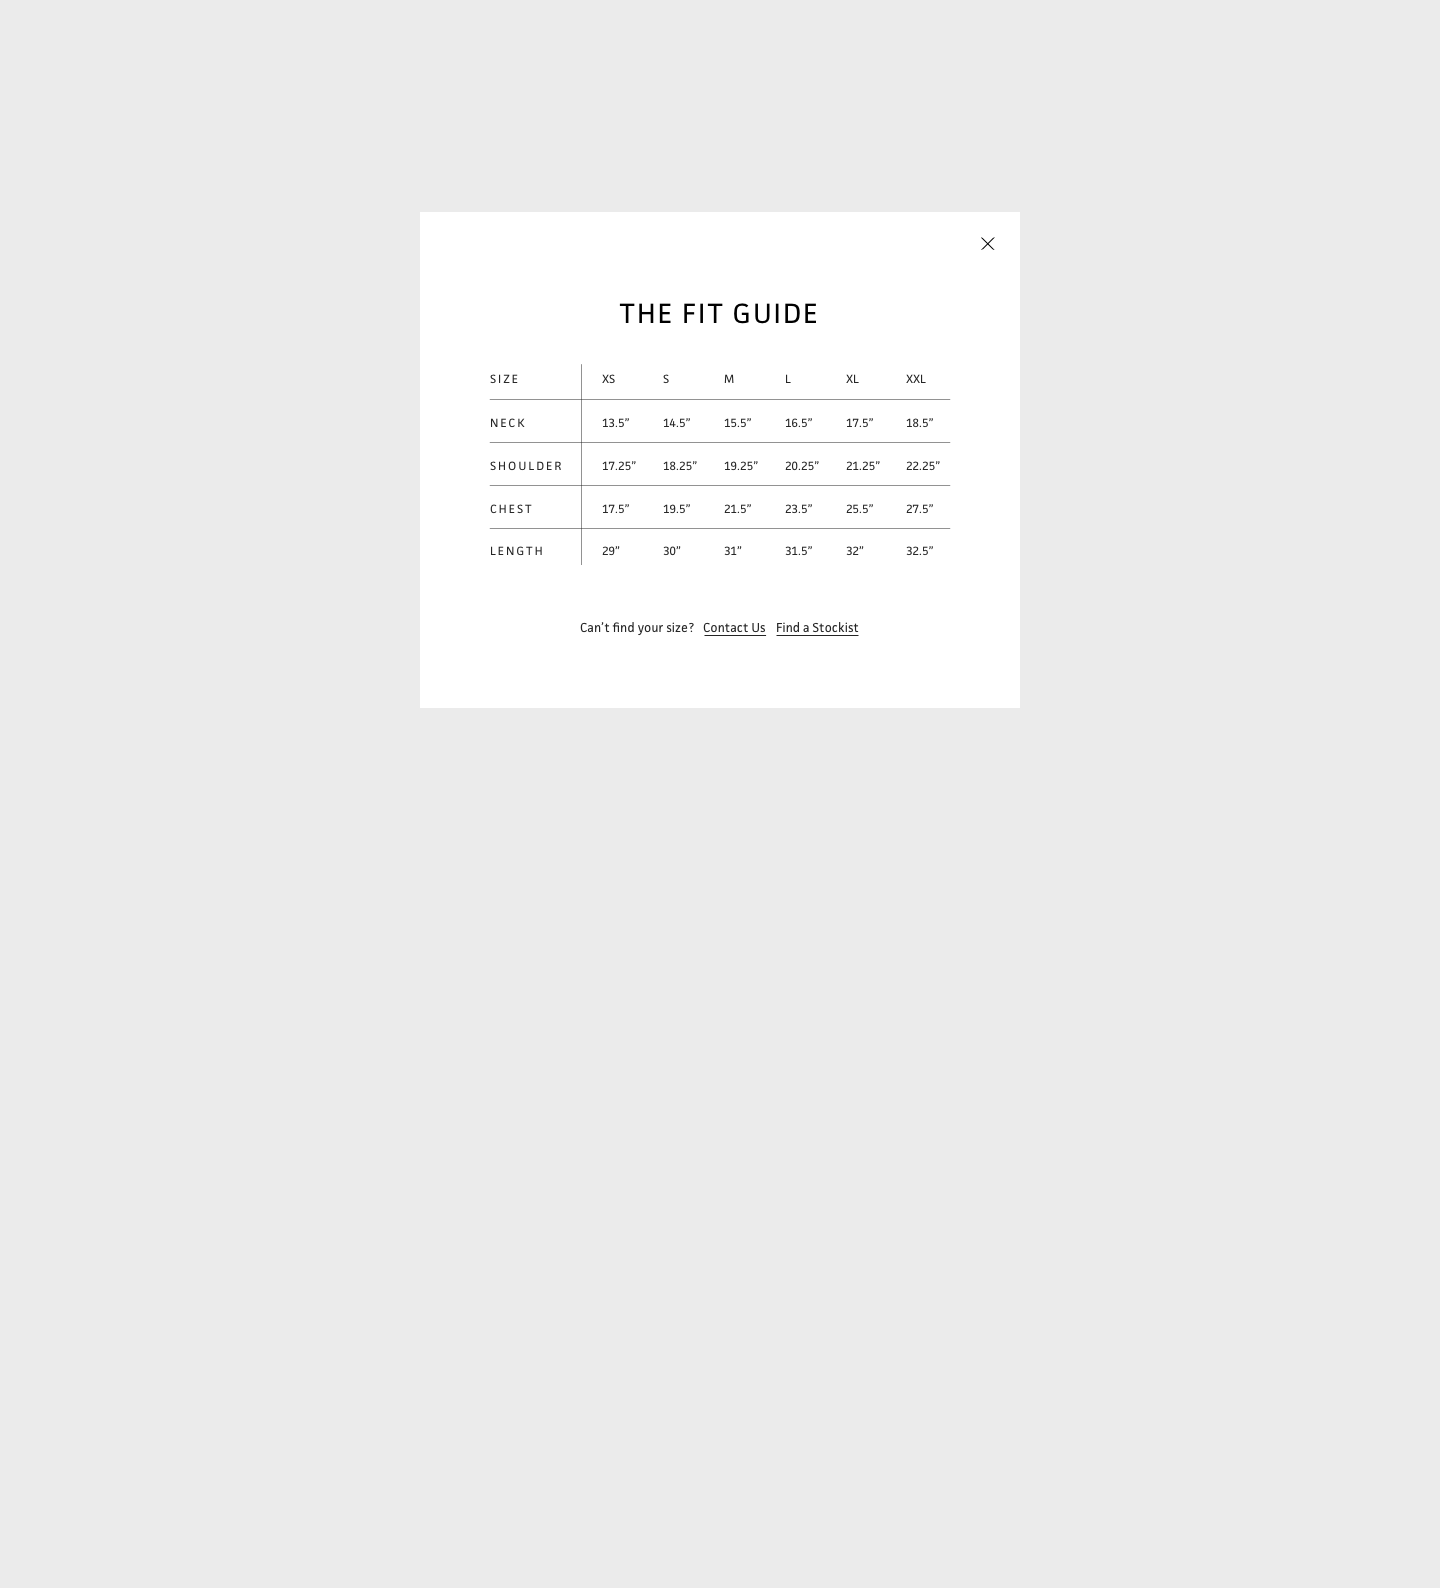 THE FIT GUIDE
SIZE XS S M L XL XXL
NECK 13.5” 14.5” 15.5” 16.5” 17.5” 18.5”
SHOULDER 17.25” 18.25” 19.25” 20.25” 21.25” 22.25”
CHEST 17.5” 19.5” 21.5” 23.5” 25.5” 27.5”
LENGTH 29” 30” 31” 31.5” 32” 32.5”
Can't find your size? Contact Us Find a Stockist